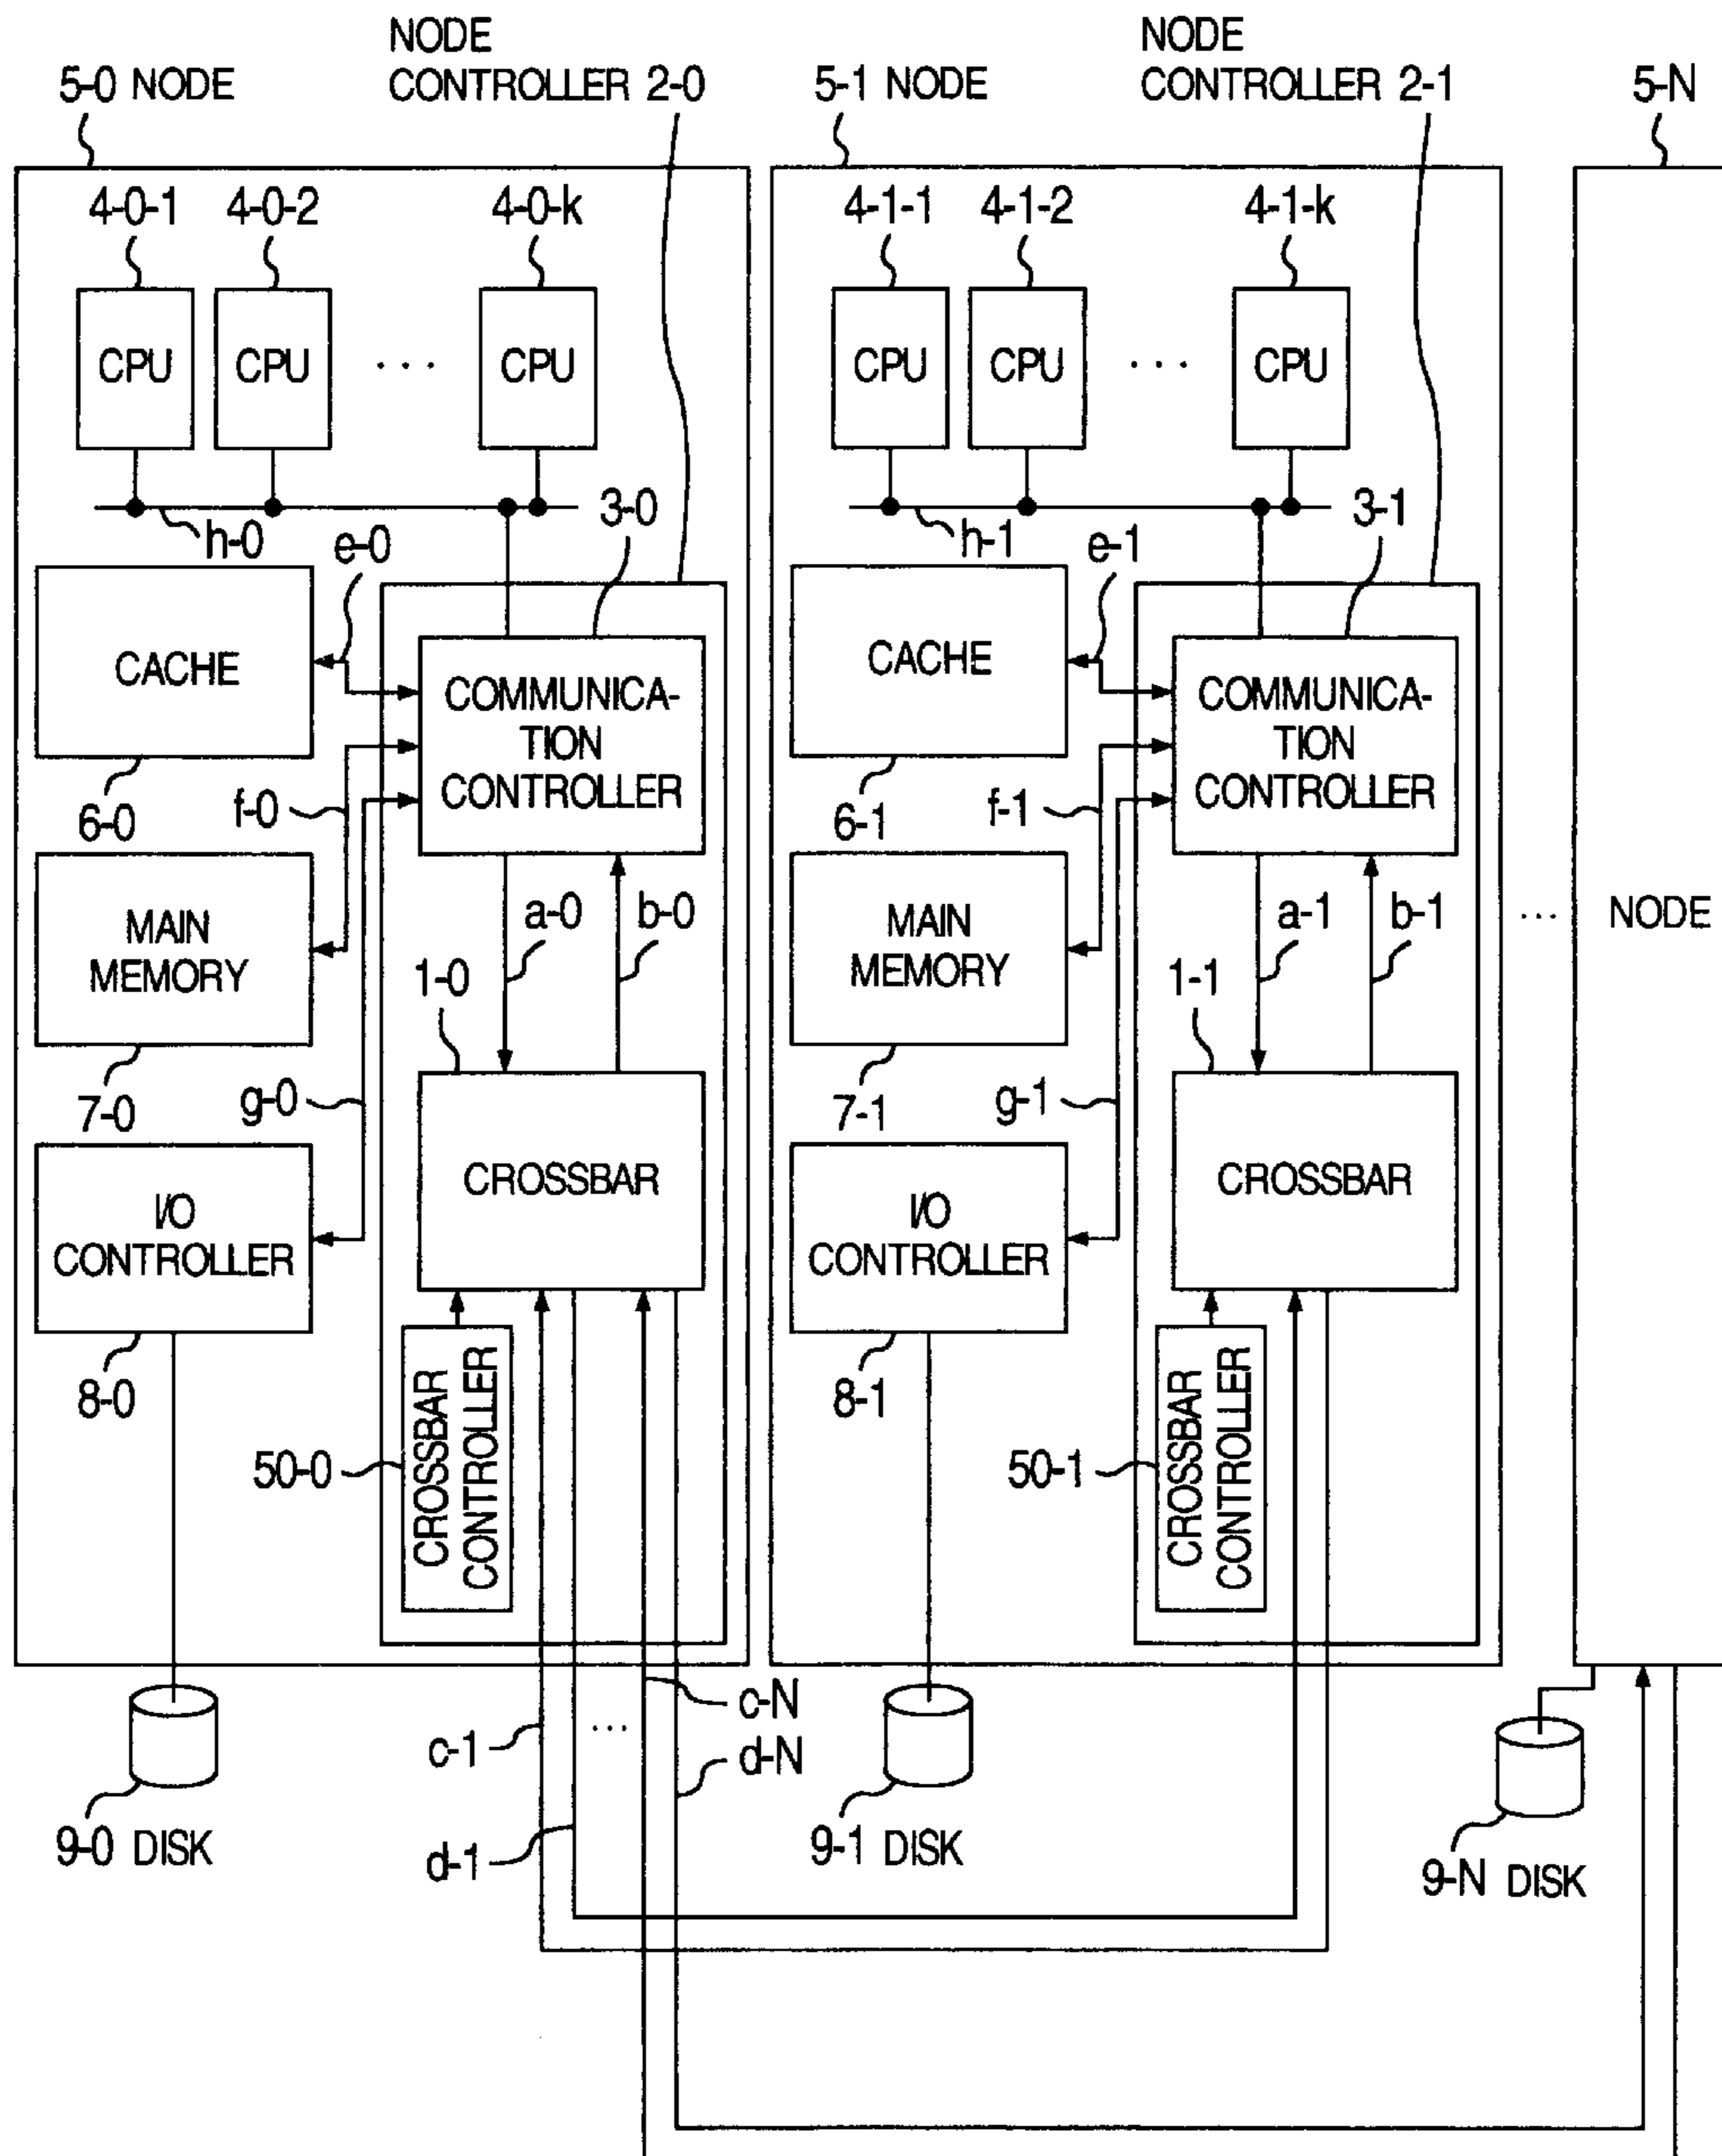 NODE
CONTROLLER 2-0
NODE
CONTROLLER 2-1
5-0 NODE
5-1 NODE
5-N
4-0-1
4-0-2
4-0-k
4-1-1
4-1-2
4-1-k
CPU
CPU
...
CPU
CPU
CPU
...
CPU
h-0
e-0
3-0
h-1
e-1
3-1
CACHE
COMMUNICA-
TION
CONTROLLER
CACHE
COMMUNICA-
TION
CONTROLLER
6-0
f-0
6-1
f-1
MAIN
MEMORY
a-0
b-0
MAIN
MEMORY
a-1
b-1
...
NODE
1-0
1-1
7-0
g-0
7-1
g-1
I/O
CONTROLLER
CROSSBAR
I/O
CONTROLLER
CROSSBAR
8-0
8-1
50-0
CROSSBAR
CONTROLLER
50-1
CROSSBAR
CONTROLLER
c-1
...
c-N
d-N
9-0 DISK
d-1
9-1 DISK
9-N DISK